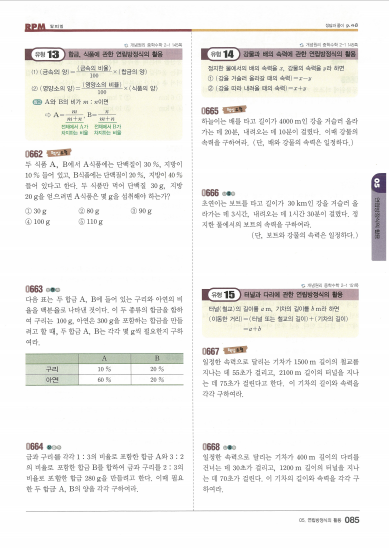 RPM 알피엠
유형 13 합금, 식품에 관한 연립방정식의 활용
개념원리 중학수학 2-1 145쪽
(1) (금속의 양)=(금속의 비율)/100×(합금의 양)
(2) (영양소의 양)=(영양소의 비율)/100×(식품의 양)
A와 B의 비가 m : n이면
⇨ A=m/(m+n), B=n/(m+n)
전체에서 A가 차지하는 비율 전체에서 B가 차지하는 비율
0662
두 식품 A, B에서 A식품에는 단백질이 30 %, 지방이
10 % 들어 있고, B식품에는 단백질이 20 %, 지방이 40 %
들어 있다고 한다. 두 식품만 먹어 단백질 30 g, 지방
20 g을 얻으려면 A식품은 몇 g을 섭취해야 하는가?
① 30 g ② 80 g ③ 90 g
④ 100 g ⑤ 110 g
0663
다음 표는 두 합금 A, B에 들어 있는 구리와 아연의 비
율을 백분율로 나타낸 것이다. 이 두 종류의 합금을 합하
여 구리는 100 g, 아연은 300 g을 포함하는 합금을 만들
려고 할 때, 두 합금 A, B는 각각 몇 g씩 필요한지 구하
여라.
A B
구리 10 % 20 %
아연 60 % 20 %
0664
금과 구리를 각각 1 : 3의 비율로 포함한 합금 A와 3 : 2
의 비율로 포함한 합금 B를 합하여 금과 구리를 2 : 3의
비율로 포함한 합금 280 g을 만들려고 한다. 이때 필요
한 두 합금 A, B의 양을 각각 구하여라.
유형 14 강물과 배의 속력에 관한 연립방정식의 활용
개념원리 중학수학 2-1 146쪽
정지한 물에서의 배의 속력을 x, 강물의 속력을 y라 하면
① (강을 거슬러 올라갈 때의 속력)=x-y
② (강을 따라 내려올 때의 속력)=x+y
0665
하늘이는 배를 타고 길이가 4000 m인 강을 거슬러 올라
가는 데 20분, 내려오는 데 10분이 걸렸다. 이때 강물의
속력을 구하여라. (단, 배와 강물의 속력은 일정하다.)
0666
초연이는 보트를 타고 길이가 30 km인 강을 거슬러 올
라가는 데 3시간, 내려오는 데 1시간 30분이 걸렸다. 정
지한 물에서의 보트의 속력을 구하여라.
(단, 보트와 강물의 속력은 일정하다.)
유형 15 터널과 다리에 관한 연립방정식의 활용
터널(철교)의 길이를 a m, 기차의 길이를 b m라 하면
(이동한 거리)=(터널 또는 철교의 길이)+(기차의 길이)
=a+b
0667
일정한 속력으로 달리는 기차가 1500 m 길이의 철교를
지나는 데 55초가 걸리고, 2100 m 길이의 터널을 지나
는 데 75초가 걸린다고 한다. 이 기차의 길이와 속력을
각각 구하여라.
0668
일정한 속력으로 달리는 기차가 400 m 길이의 다리를
건너는 데 30초가 걸리고, 1200 m 길이의 터널을 지나
는 데 70초가 걸린다. 이 기차의 길이와 속력을 각각 구
하여라.
05 연립방정식의 활용
05. 연립방정식의 활용 085